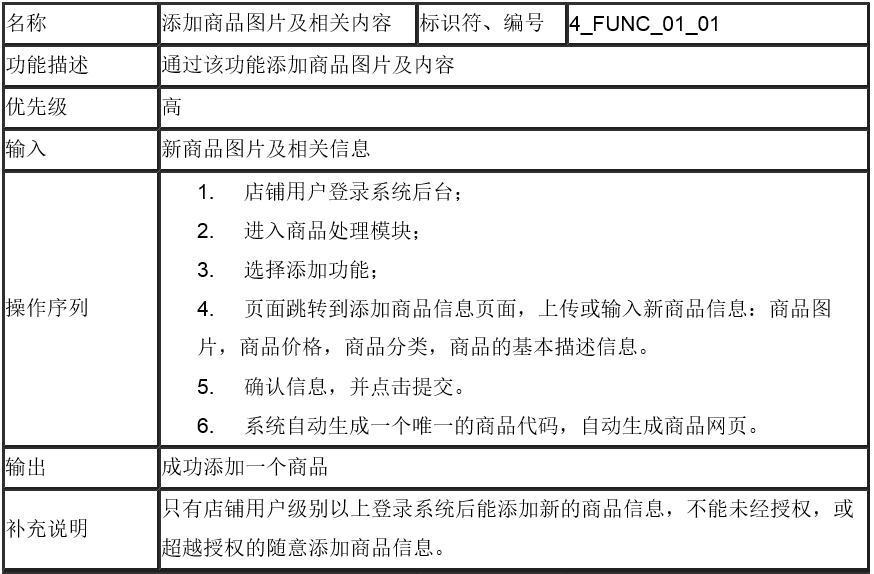 名称 添加商品图片及相关内容 标识符、编号 4_FUNC_01_01
功能描述 通过该功能添加商品图片及内容
优先级 高
输入 新商品图片及相关信息
操作序列
1. 店铺用户登录系统后台；
2. 进入商品处理模块；
3. 选择添加功能；
4. 页面跳转到添加商品信息页面，上传或输入新商品信息：商品图
片，商品价格，商品分类，商品的基本描述信息。
5. 确认信息，并点击提交。
6. 系统自动生成一个唯一的商品代码，自动生成商品网页。
输出 成功添加一个商品
补充说明
只有店铺用户级别以上登录系统后能添加新的商品信息，不能未经授权，或
超越授权的随意添加商品信息。